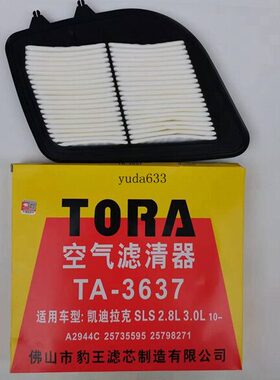 yuda633
TORA
空气滤清器
TA-3637
适用车型: 凯迪拉克 SLS 2.8L 3.0L 10-
A2944C 25735595 25798271
佛山市豹王滤芯制造有限公司